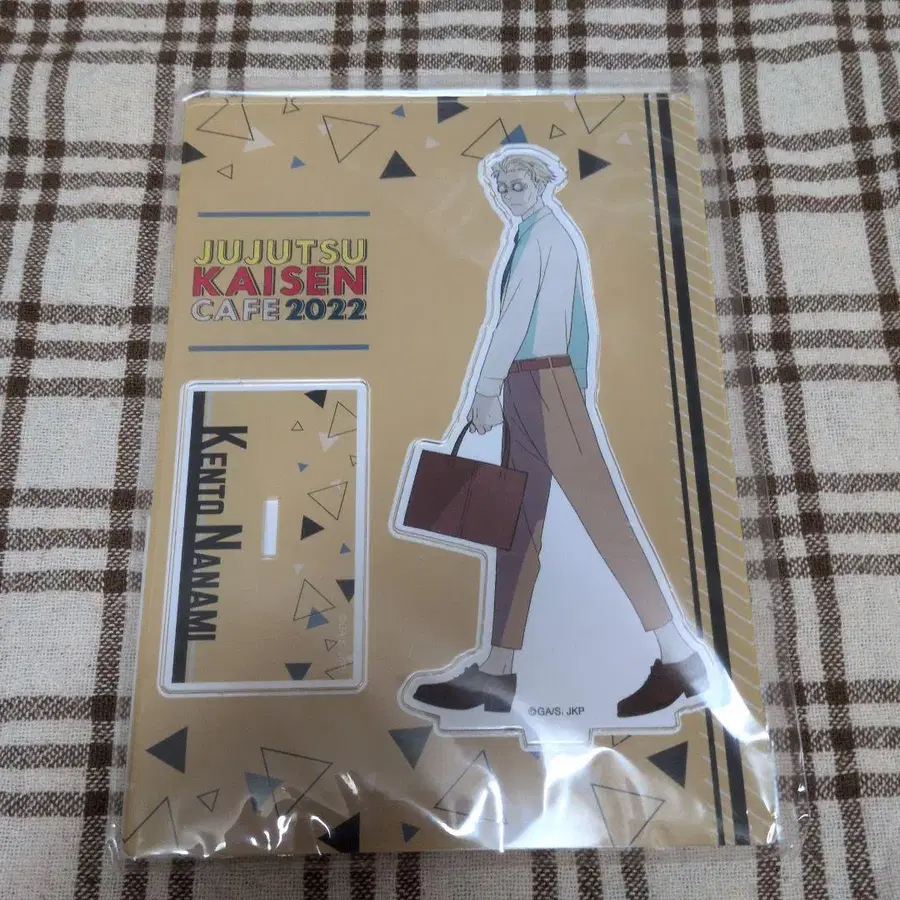 JUJUTSU
KAISEN
CAFE 2022
KENTO NANAMI
©GA/S, JKP